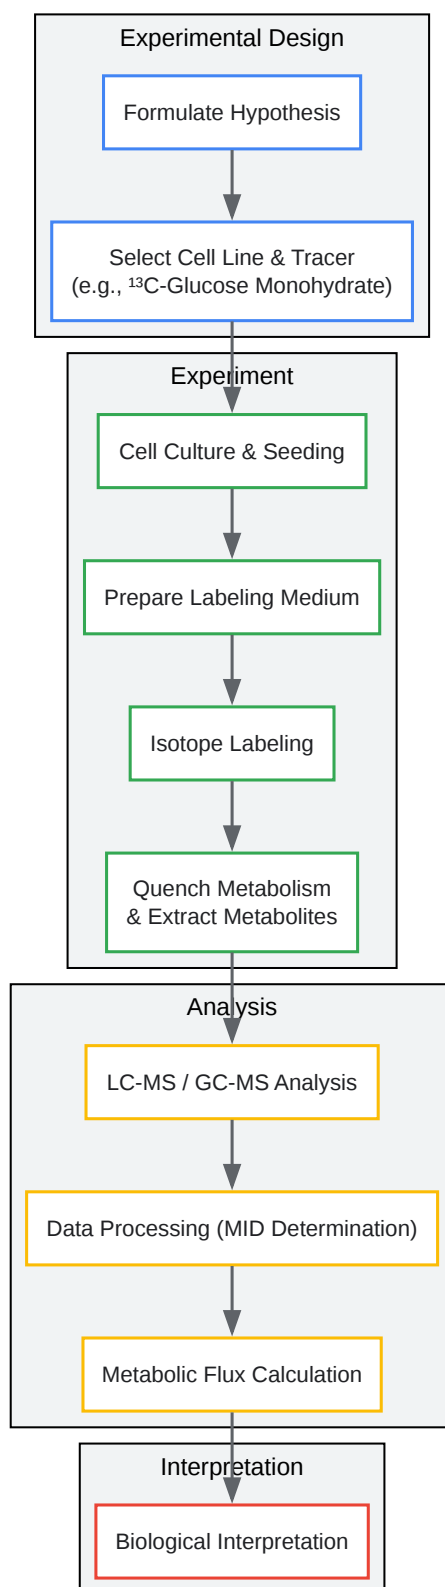 Experimental Design
Formulate Hypothesis
Select Cell Line & Tracer
(e.g., ¹³C-Glucose Monohydrate)
Experiment
Cell Culture & Seeding
Prepare Labeling Medium
Isotope Labeling
Quench Metabolism
& Extract Metabolites
Analysis
LC-MS / GC-MS Analysis
Data Processing (MID Determination)
Metabolic Flux Calculation
Interpretation
Biological Interpretation